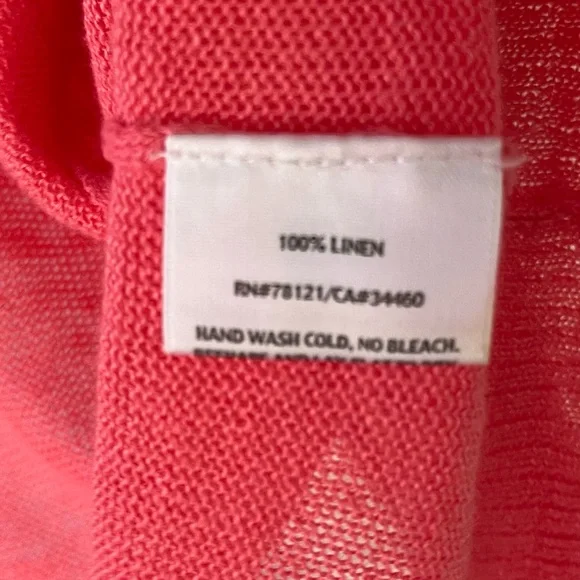 100% LINEN
RN#78121/CA#34460
HAND WASH COLD, NO BLEACH.